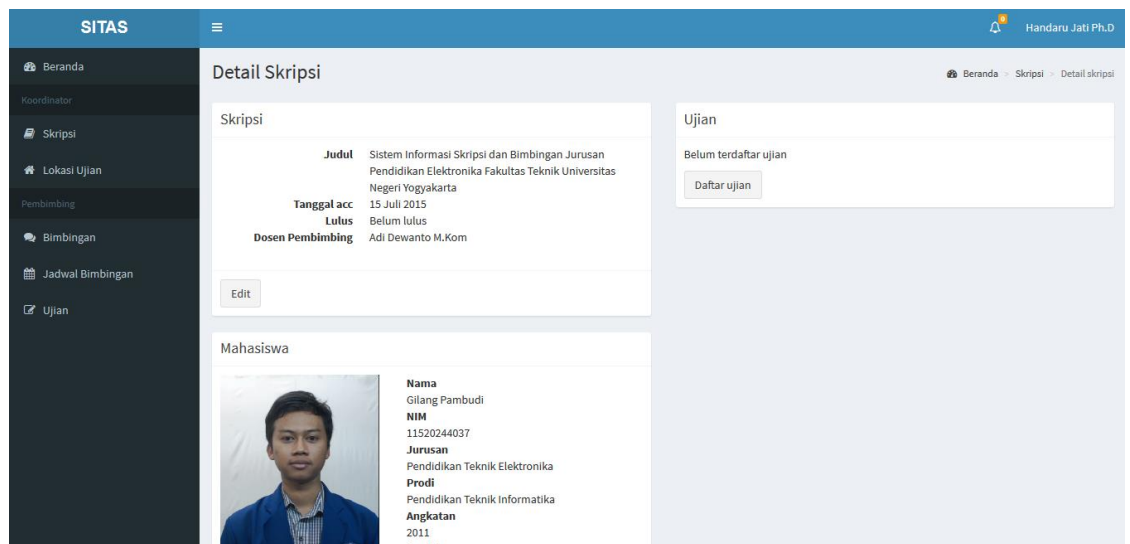 SITAS
0
Handaru Jati Ph.D
Beranda
Koordinator
Skripsi
Lokasi Ujian
Pembimbing
Bimbingan
Jadwal Bimbingan
Ujian
Detail Skripsi
Beranda > Skripsi > Detail skripsi
Skripsi
Judul Sistem Informasi Skripsi dan Bimbingan Jurusan
Pendidikan Elektronika Fakultas Teknik Universitas
Negeri Yogyakarta
Tanggal acc 15 Juli 2015
Lulus Belum lulus
Dosen Pembimbing Adi Dewanto M.Kom
Edit
Ujian
Belum terdaftar ujian
Daftar ujian
Mahasiswa
Nama
Gilang Pambudi
NIM
11520244037
Jurusan
Pendidikan Teknik Elektronika
Prodi
Pendidikan Teknik Informatika
Angkatan
2011